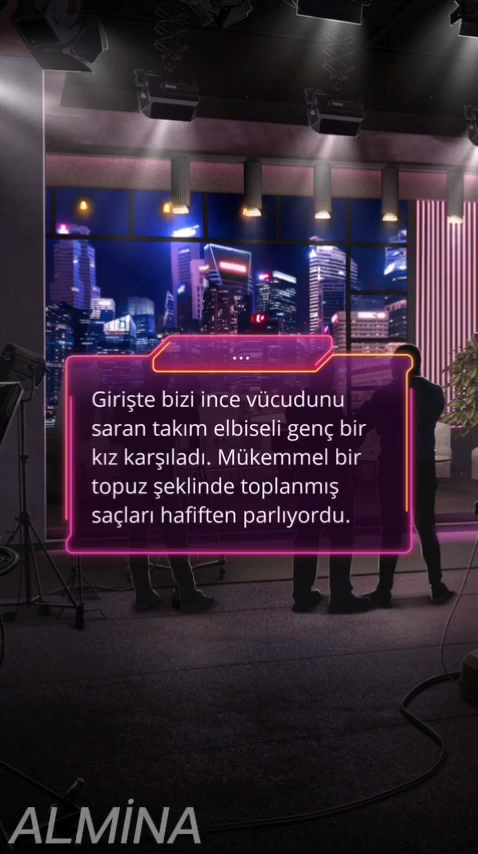 ...
Girişte bizi ince vücudunu
saran takım elbiseli genç bir
kız karşıladı. Mükemmel bir
topuz şeklinde toplanmış
saçları hafiften parlıyordu.
ALMİNA